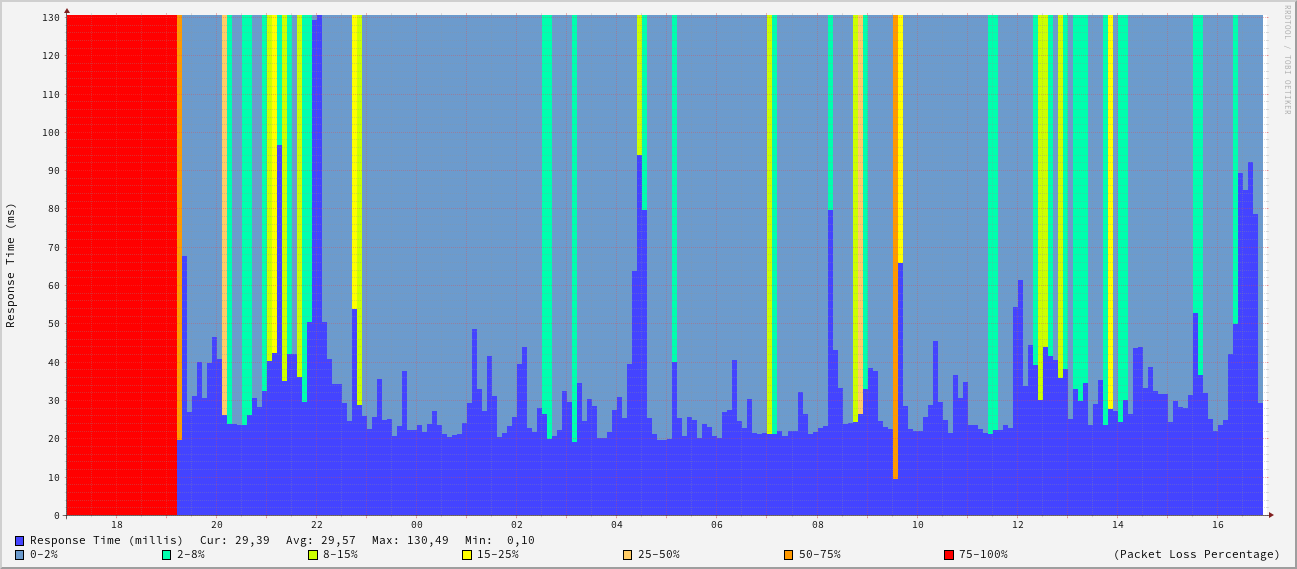 RRDTOOL / TOBI OETIKER
Response Time (ms)
130
120
110
100
90
80
70
60
50
40
30
20
10
0
18 20 22 00 02 04 06 08 10 12 14 16
Response Time (millis) Cur: 29,39 Avg: 29,57 Max: 130,49 Min: 0,10
0-2% 2-8% 8-15% 15-25% 25-50% 50-75% 75-100% (Packet Loss Percentage)